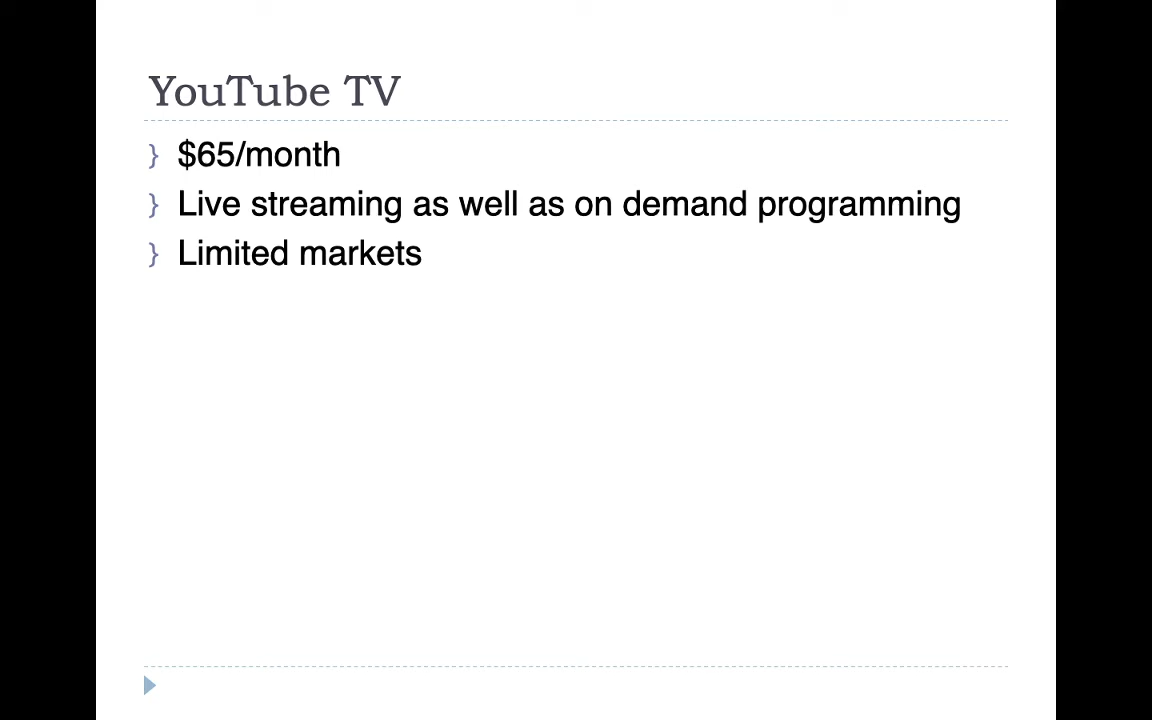 YouTube TV
} $65/month
} Live streaming as well as on demand programming
} Limited markets